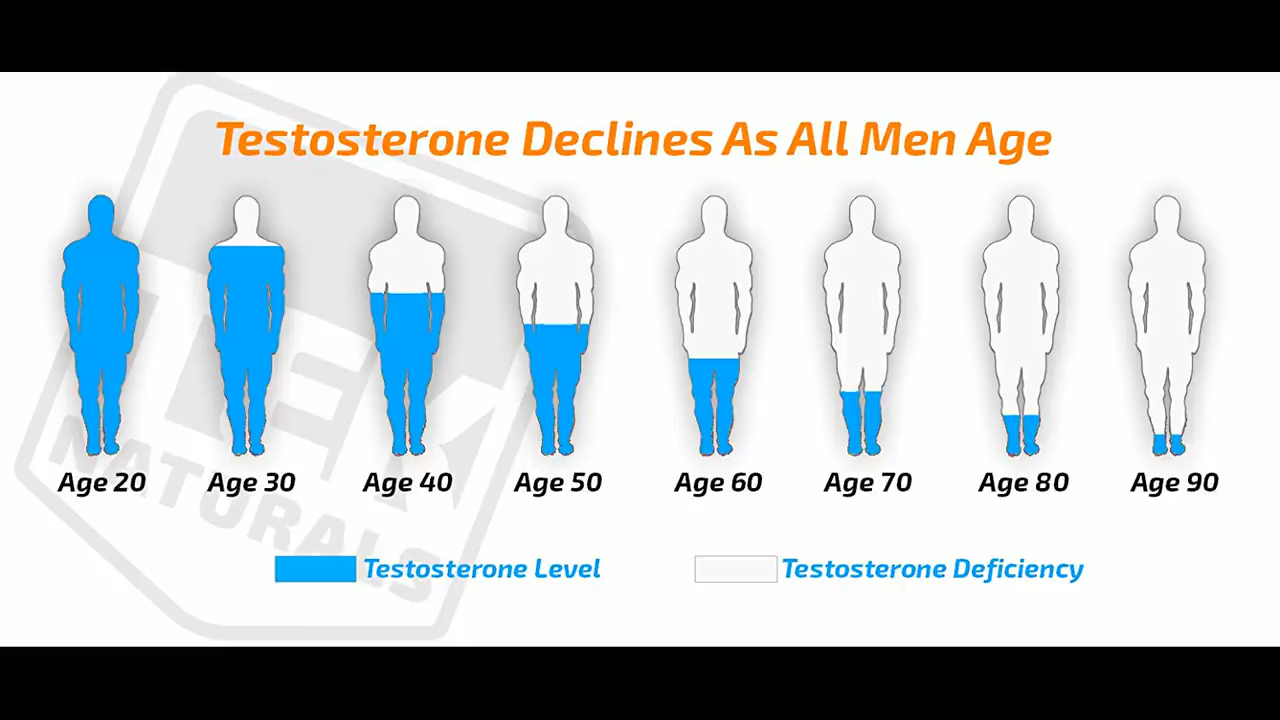 Testosterone Declines As All Men Age
Age 20 Age 30 Age 40 Age 50 Age 60 Age 70 Age 80 Age 90
Testosterone Level Testosterone Deficiency
NATURALS